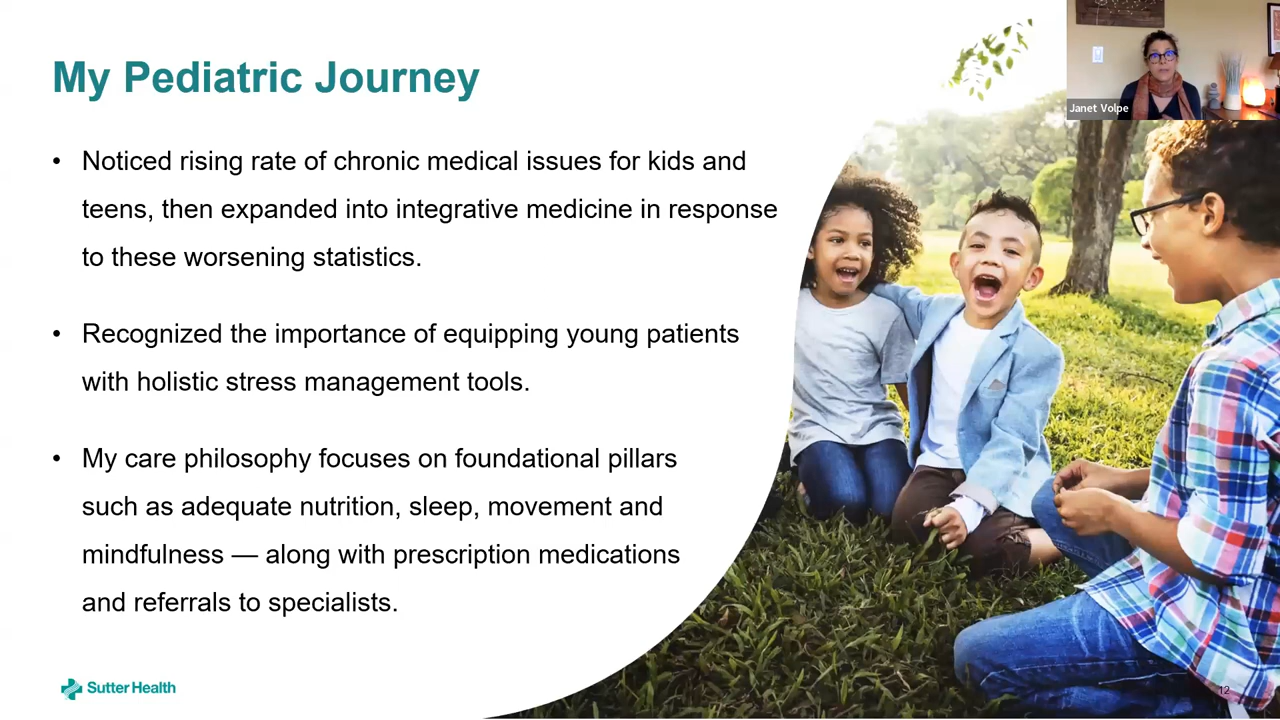 My Pediatric Journey
Janet Volpe
• Noticed rising rate of chronic medical issues for kids and
teens, then expanded into integrative medicine in response
to these worsening statistics.
• Recognized the importance of equipping young patients
with holistic stress management tools.
• My care philosophy focuses on foundational pillars
such as adequate nutrition, sleep, movement and
mindfulness — along with prescription medications
and referrals to specialists.
Sutter Health
12